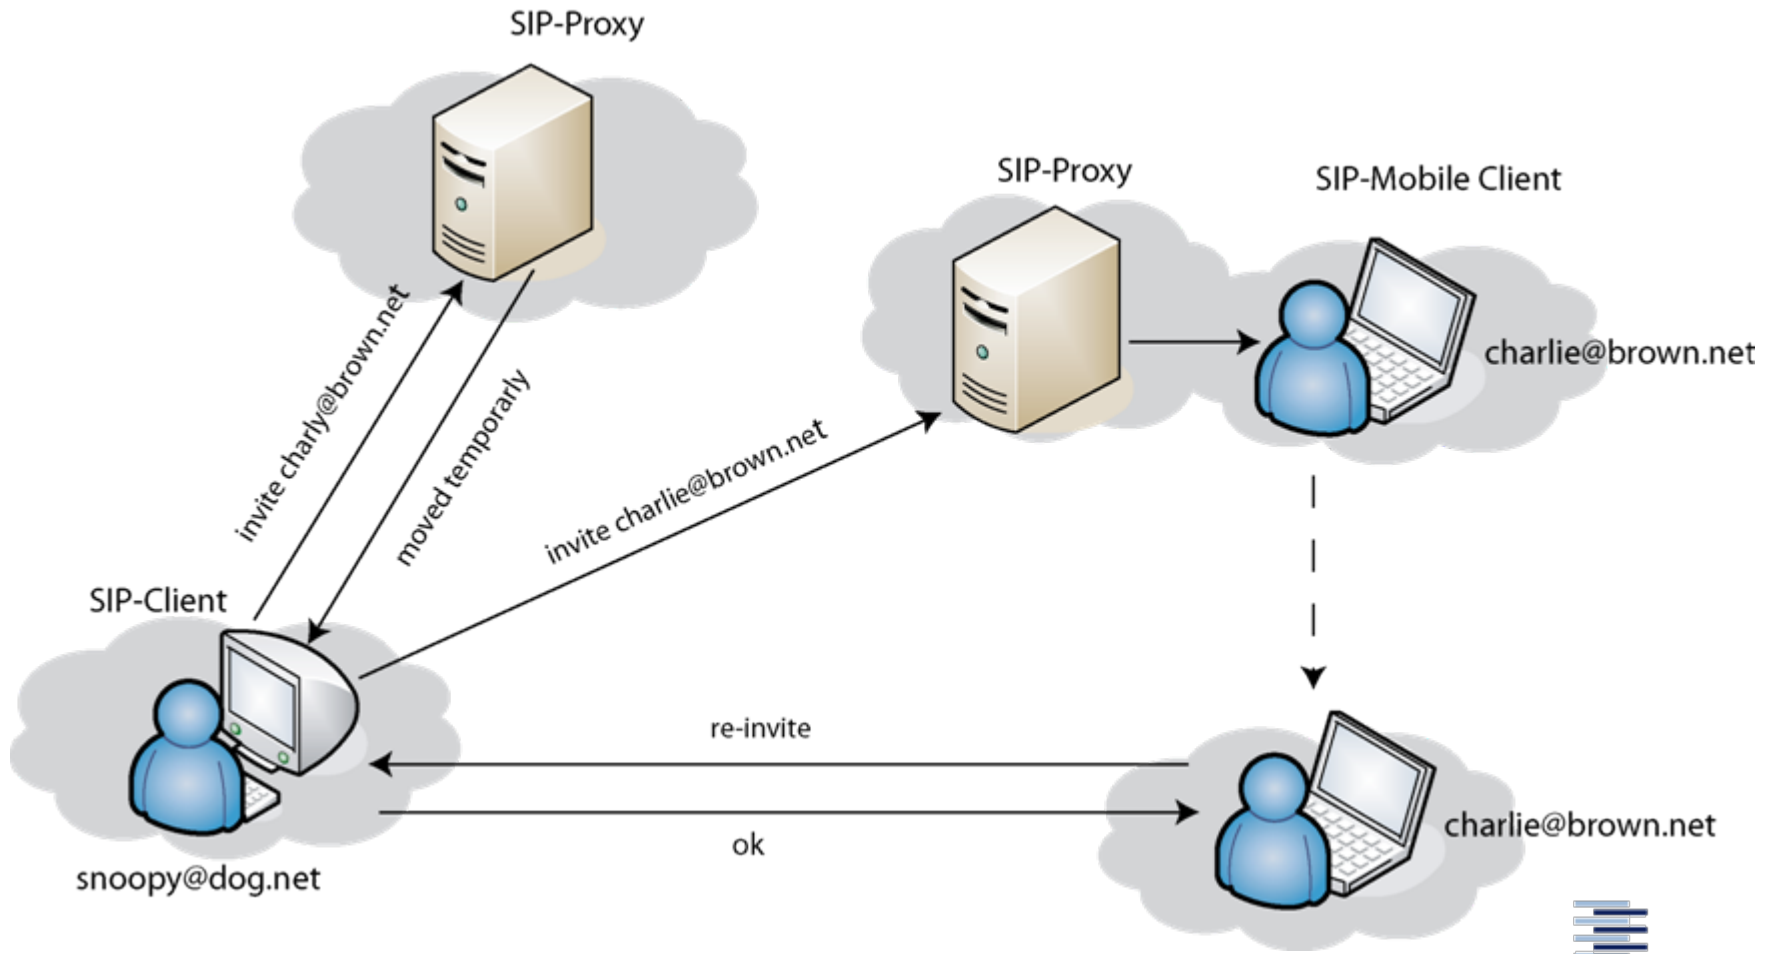 SIP-Proxy
SIP-Proxy
SIP-Mobile Client
invite charly@brown.net
moved temporarly
invite charlie@brown.net
charlie@brown.net
SIP-Client
re-invite
ok
charlie@brown.net
snoopy@dog.net